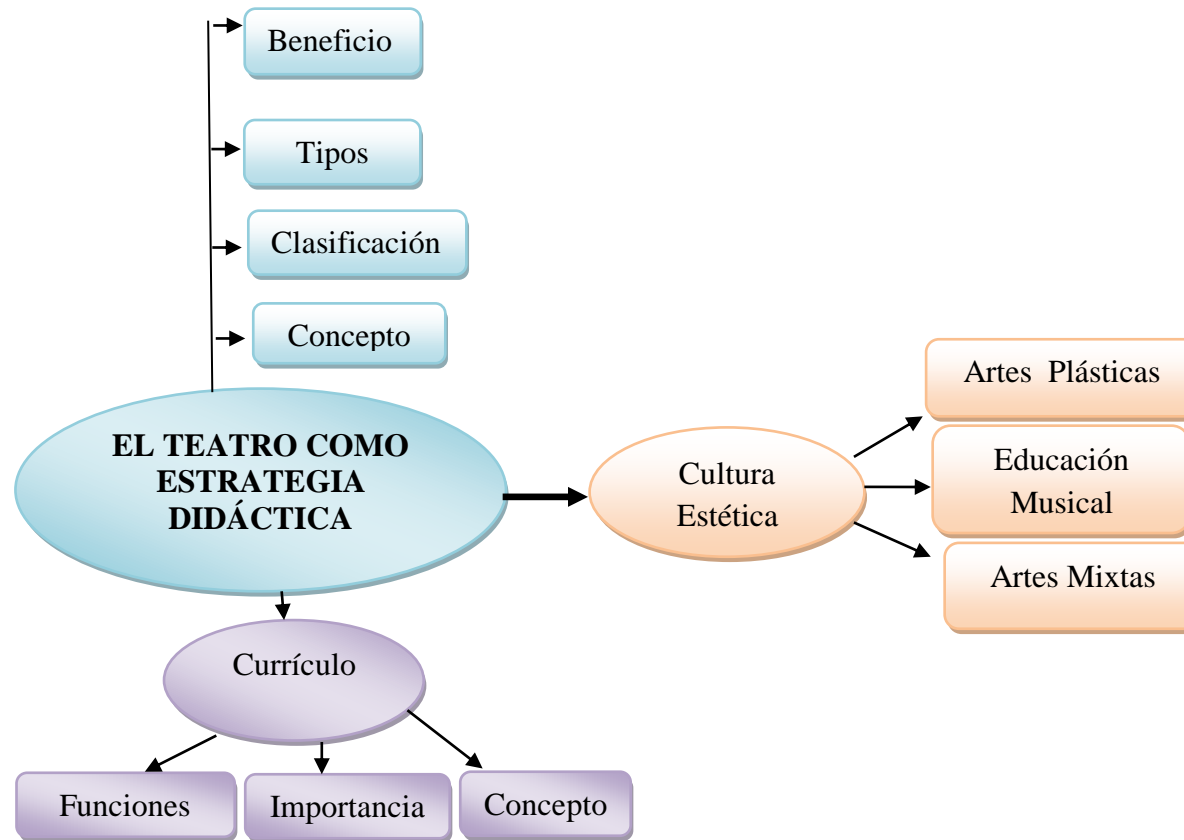 Beneficio
Tipos
Clasificación
Concepto
EL TEATRO COMO
ESTRATEGIA
DIDÁCTICA
Cultura
Estética
Artes Plásticas
Educación
Musical
Artes Mixtas
Currículo
Funciones
Importancia
Concepto